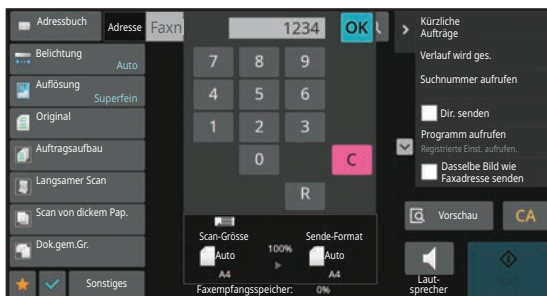 Adressbuch
Adresse
Faxn
1234
OK
Kürzliche
Aufträge
Belichtung
Auto
Auflösung
Superfein
Original
Auftragsaufbau
Langsamer Scan
Scan von dickem Pap.
Dok.gem.Gr.
Sonstiges
7 8 9
4 5 6
1 2 3
0 C
R
Scan-Grösse
Auto
A4
100%
Sende-Format
Auto
A4
Faxempfangsspeicher: 0%
Verlauf wird ges.
Suchnummer aufrufen
Dir. senden
Programm aufrufen
Registrierte Einst. aufrufen.
Dasselbe Bild wie
Faxadresse senden
Vorschau
CA
Laut-
sprecher